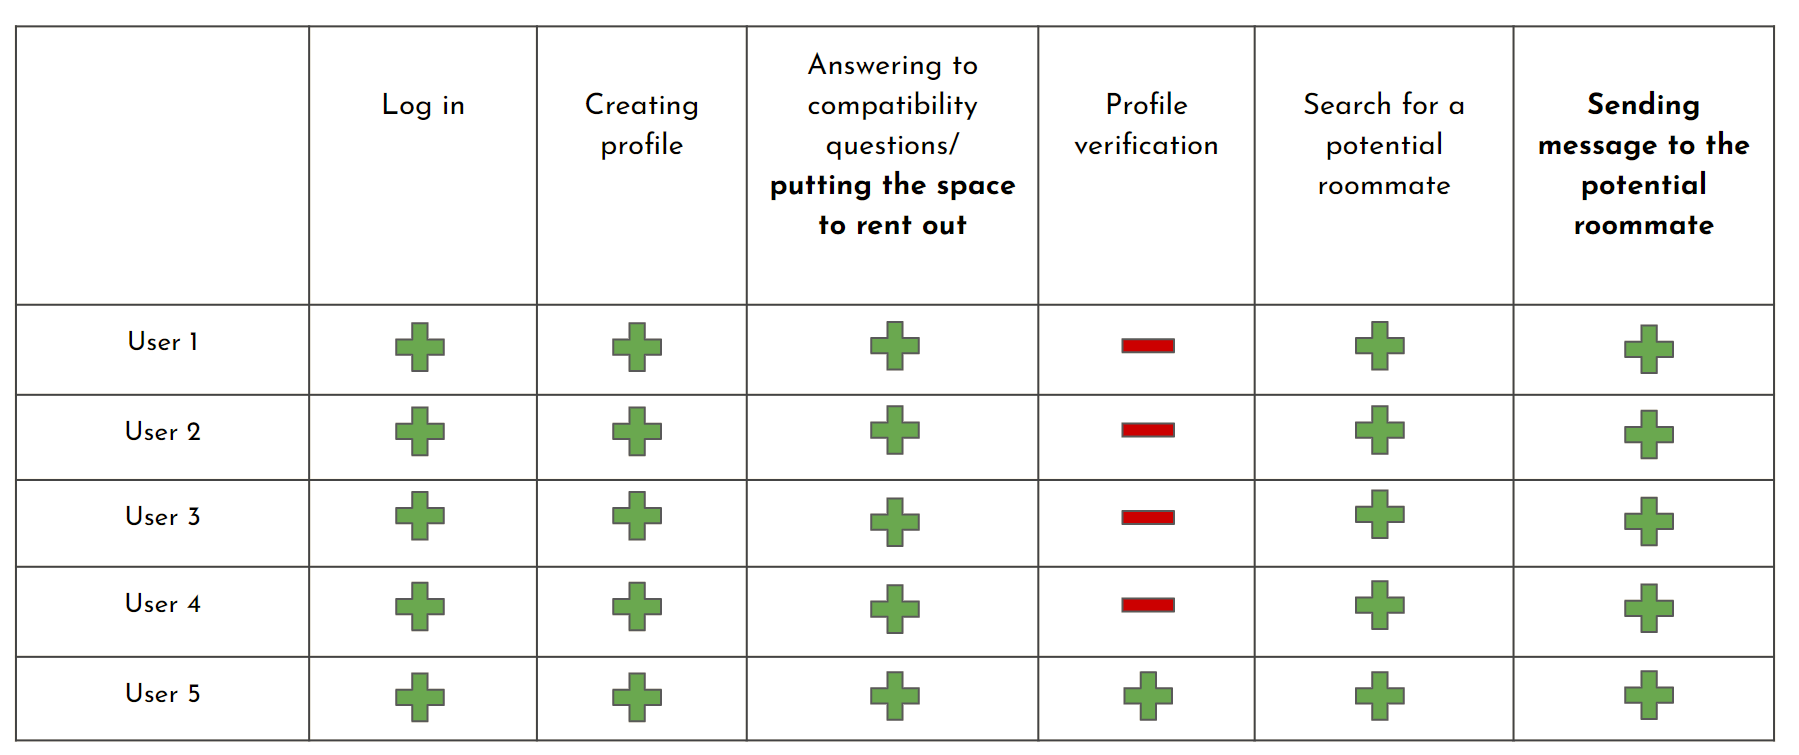 Log in
Creating
profile
Answering to
compatibility
questions/
putting the space
to rent out
Profile
verification
Search for a
potential
roommate
Sending
message to the
potential
roommate
User 1
User 2
User 3
User 4
User 5